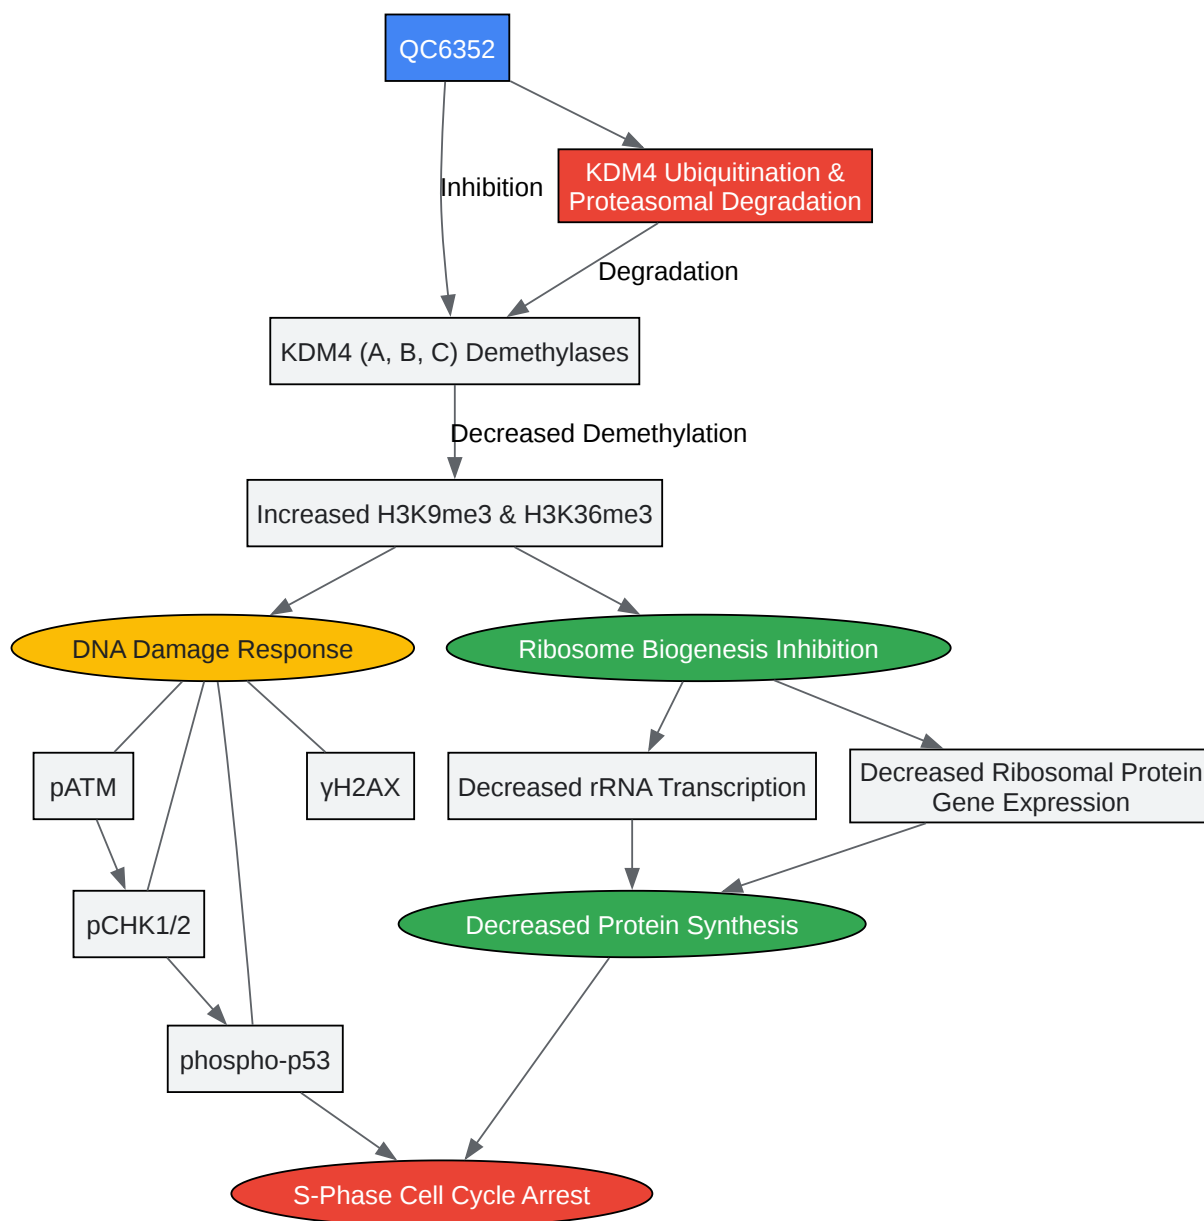 QC6352
KDM4 Ubiquitination &
Proteasomal Degradation
Inhibition
Degradation
KDM4 (A, B, C) Demethylases
Decreased Demethylation
Increased H3K9me3 & H3K36me3
DNA Damage Response
Ribosome Biogenesis Inhibition
pATM
γH2AX
Decreased rRNA Transcription
Decreased Ribosomal Protein
Gene Expression
pCHK1/2
Decreased Protein Synthesis
phospho-p53
S-Phase Cell Cycle Arrest